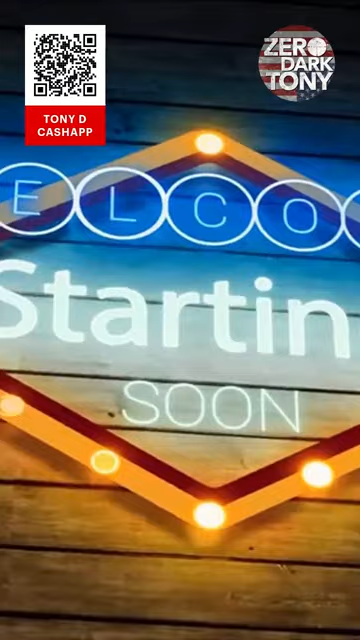 TONY D
CASHAPP
ZERO
DARK
TONY
ELCO
Startin
SOON